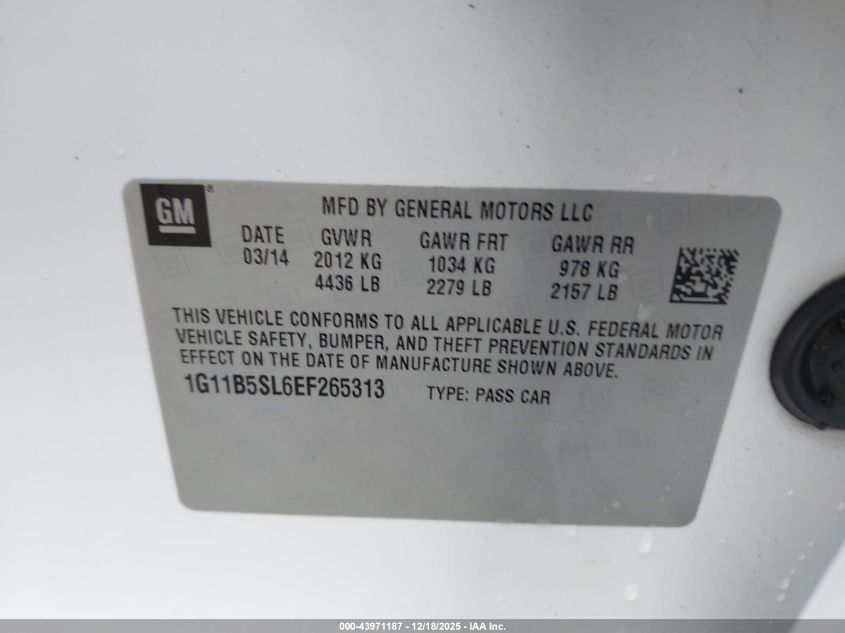 GM®
MFD BY GENERAL MOTORS LLC
DATE GVWR GAWR FRT GAWR RR
03/14 2012 KG 1034 KG 978 KG
4436 LB 2279 LB 2157 LB
THIS VEHICLE CONFORMS TO ALL APPLICABLE U.S. FEDERAL MOTOR
VEHICLE SAFETY, BUMPER, AND THEFT PREVENTION STANDARDS IN
EFFECT ON THE DATE OF MANUFACTURE SHOWN ABOVE.
1G11B5SL6EF265313 TYPE: PASS CAR
000-43971187 - 12/18/2025 - IAA Inc.